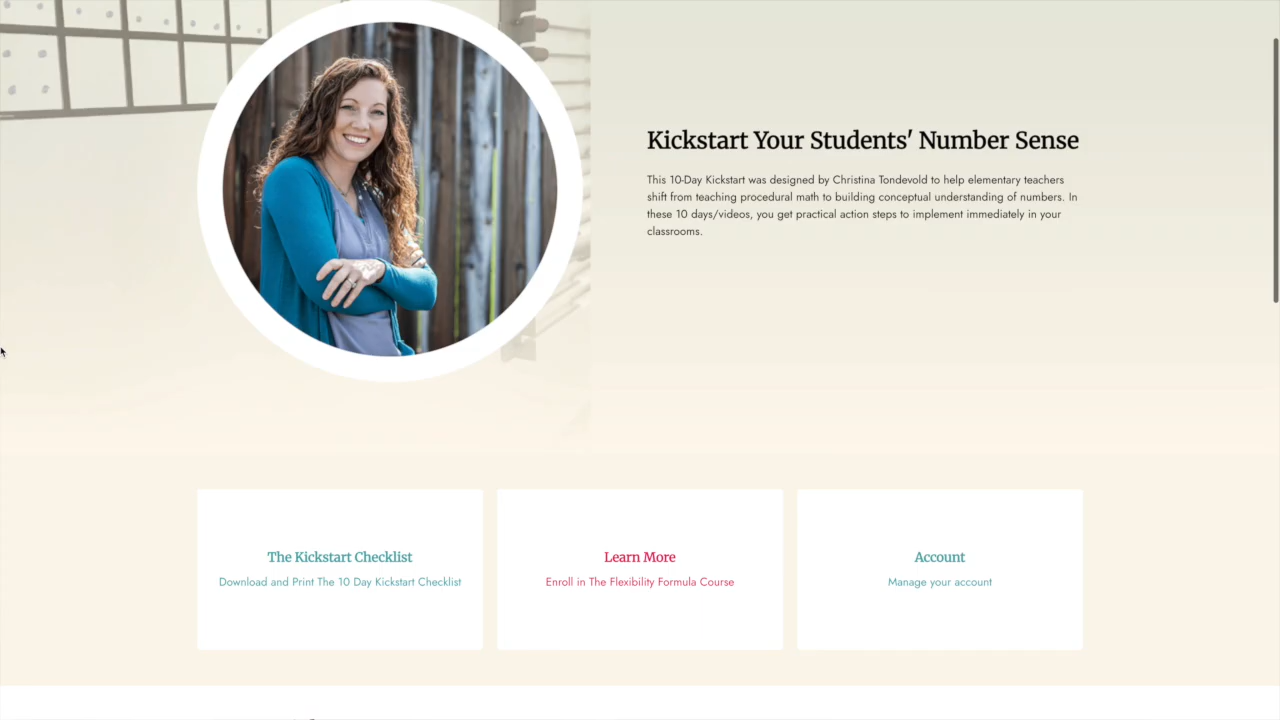 Kickstart Your Students' Number Sense
This 10-Day Kickstart was designed by Christina Tondevold to help elementary teachers
shift from teaching procedural math to building conceptual understanding of numbers. In
these 10 days/videos, you get practical action steps to implement immediately in your
classrooms.
The Kickstart Checklist
Download and Print The 10 Day Kickstart Checklist
Learn More
Enroll in The Flexibility Formula Course
Account
Manage your account